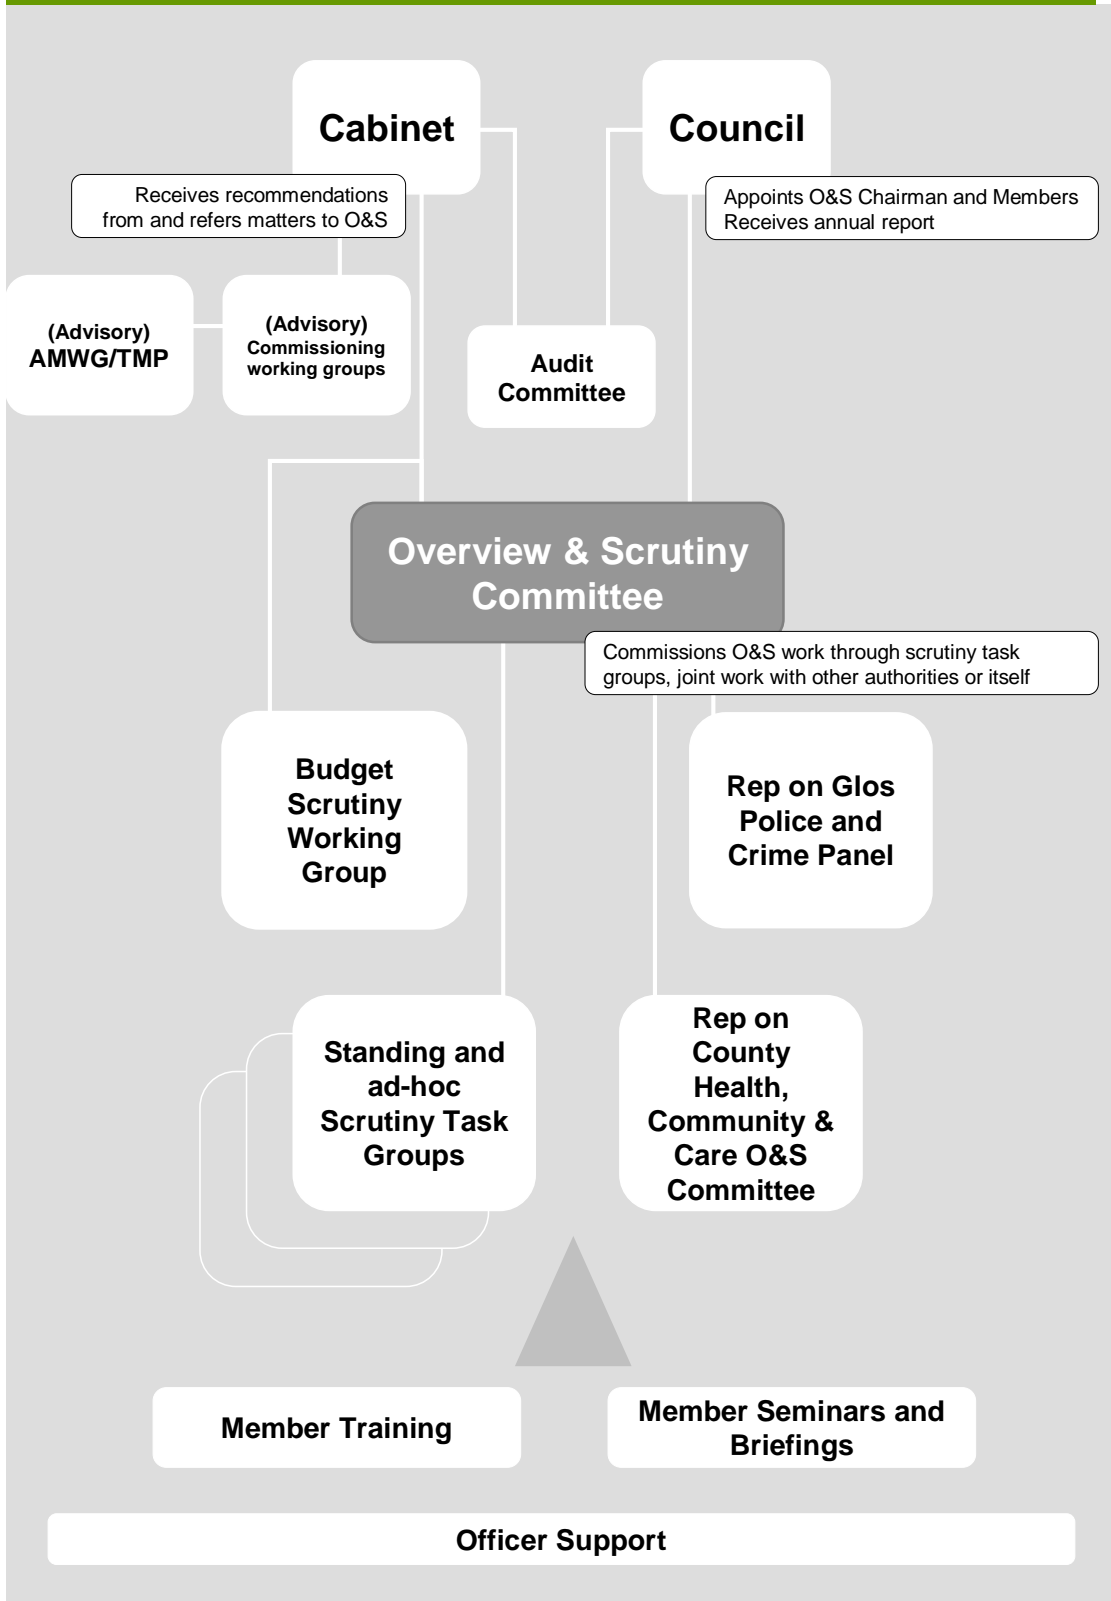 Cabinet
Council
Receives recommendations
from and refers matters to O&S
Appoints O&S Chairman and Members
Receives annual report
(Advisory)
AMWG/TMP
(Advisory)
Commissioning
working groups
Audit
Committee
Overview & Scrutiny
Committee
Commissions O&S work through scrutiny task
groups, joint work with other authorities or itself
Budget
Scrutiny
Working
Group
Rep on Glos
Police and
Crime Panel
Standing and
ad-hoc
Scrutiny Task
Groups
Rep on
County
Health,
Community &
Care O&S
Committee
Member Training
Member Seminars and
Briefings
Officer Support